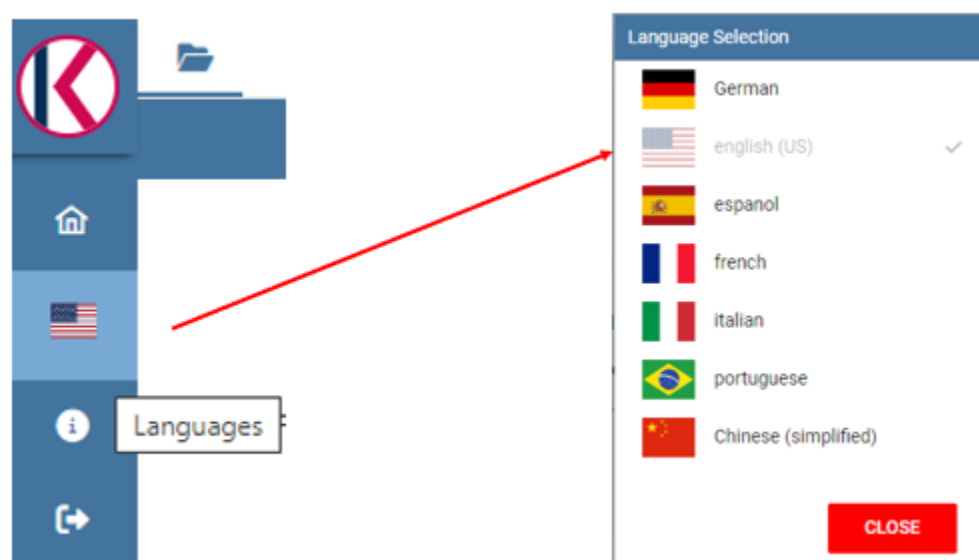 Languages
Language Selection
German
english (US)
espanol
french
italian
portuguese
Chinese (simplified)
CLOSE